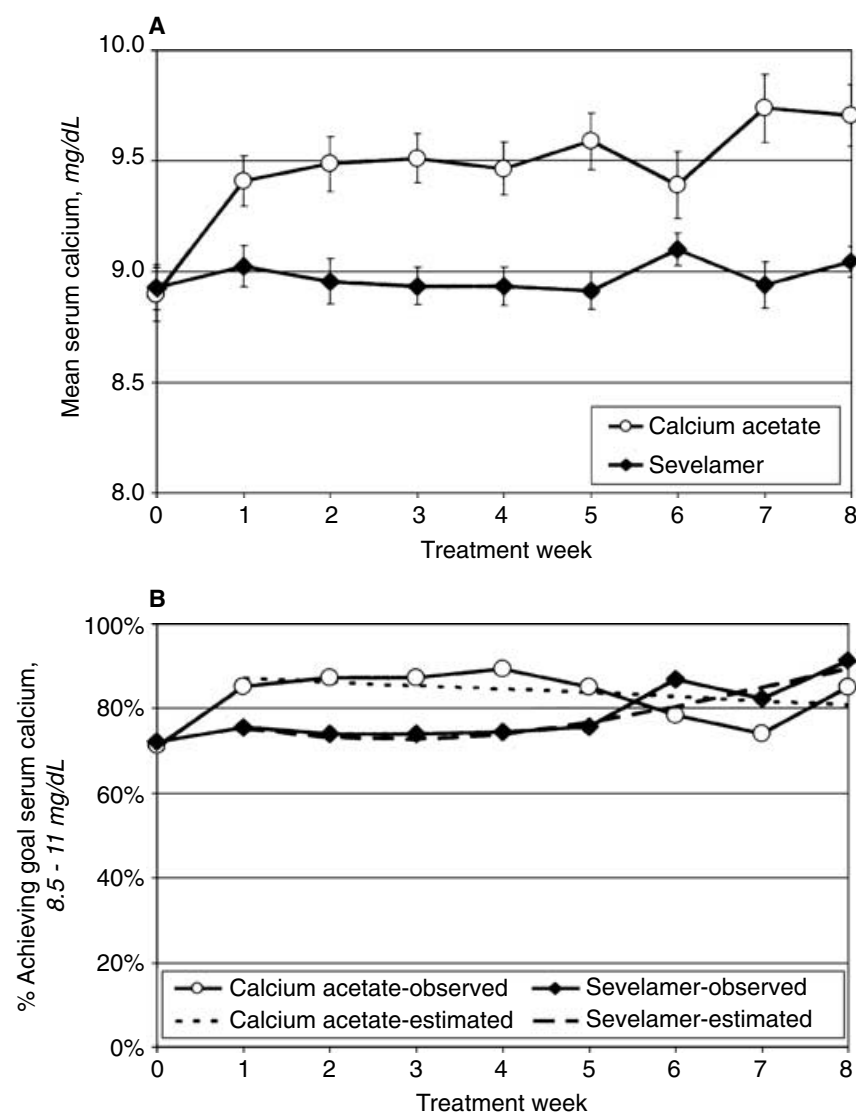 A
10.0
9.5
9.0
8.5
8.0
Mean serum calcium, mg/dL
0 1 2 3 4 5 6 7 8
Treatment week
Calcium acetate
Sevelamer
B
100%
80%
60%
40%
20%
0%
% Achieving goal serum calcium,
8.5 - 11 mg/dL
Calcium acetate-observed
Sevelamer-observed
Calcium acetate-estimated
Sevelamer-estimated
0 1 2 3 4 5 6 7 8
Treatment week